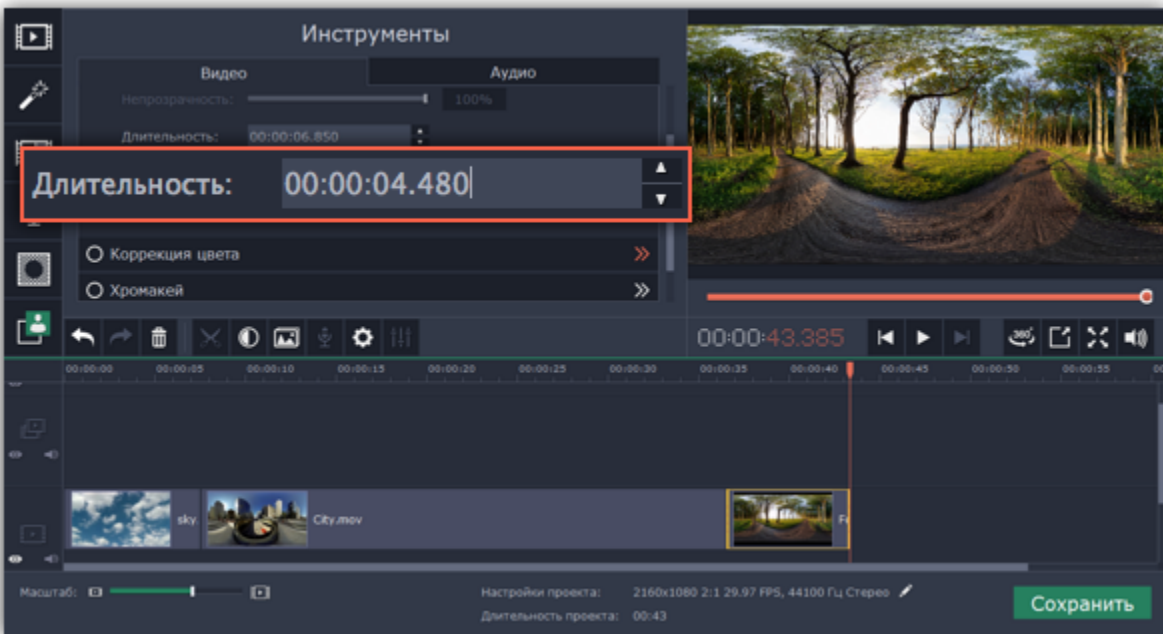 Инструменты
Видео
Аудио
Непрозрачность:
100%
Длительность:
00:00:06.850
Длительность:
00:00:04.480
Коррекция цвета
Хромакей
00:00:43.385
360°
00:00:00 00:00:05 00:00:10 00:00:15 00:00:20 00:00:25 00:00:30 00:00:35 00:00:40 00:00:45 00:00:50 00:00:55
sky.
City.mov
Масштаб:
Настройки проекта: 2160x1080 2:1 29.97 FPS, 44100 Гц Стерео
Длительность проекта: 00:43
Сохранить